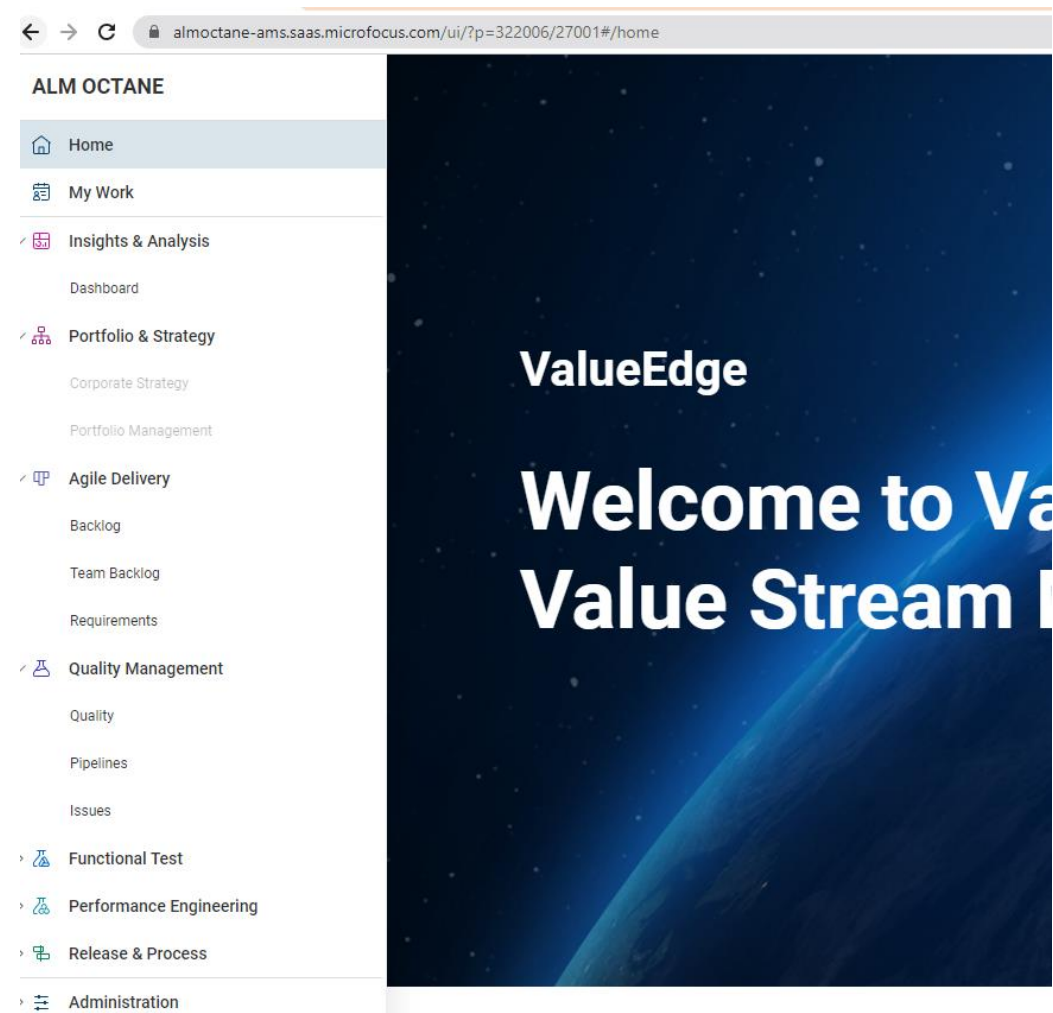 almoctane-ams.saas.microfocus.com/ui/?p=322006/27001#/home
ALM OCTANE
Home
My Work
Insights & Analysis
Dashboard
Portfolio & Strategy
Corporate Strategy
Portfolio Management
Agile Delivery
Backlog
Team Backlog
Requirements
Quality Management
Quality
Pipelines
Issues
Functional Test
Performance Engineering
Release & Process
Administration
ValueEdge
Welcome to Va
Value Stream